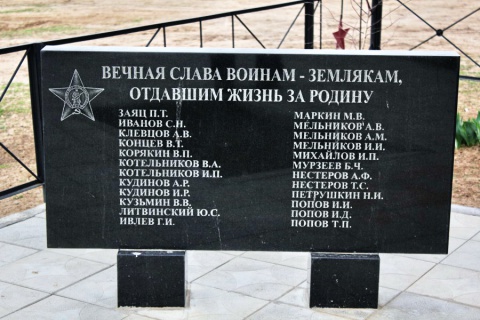 ВЕЧНАЯ СЛАВА ВОИНАМ - ЗЕМЛЯКАМ,
ОТДАВШИМ ЖИЗНЬ ЗА РОДИНУ
ЗАЯЦ П.Т.
ИВАНОВ С.Н.
КЛЕВЦОВ А.В.
КОНЦЕВ В.Т.
КОРЯКИН В.П.
КОТЕЛЬНИКОВ В.А.
КОТЕЛЬНИКОВ И.П.
КУДИНОВ А.Р.
КУДИНОВ И.Р.
КУЗЬМИН В.В.
ЛИТВИНСКИЙ Ю.С.
ИВЛЕВ Г.И.
МАРКИН М.В.
МЕЛЬНИКОВ А.В.
МЕЛЬНИКОВ А.М.
МЕЛЬНИКОВ И.И.
МИХАЙЛОВ И.П.
МУРЗЕЕВ Б.Ч.
НЕСТЕРОВ А.Ф.
НЕСТЕРОВ Т.С.
ПЕТРУШКИН Н.И.
ПОПОВ И.И.
ПОПОВ И.Д.
ПОПОВ Т.П.